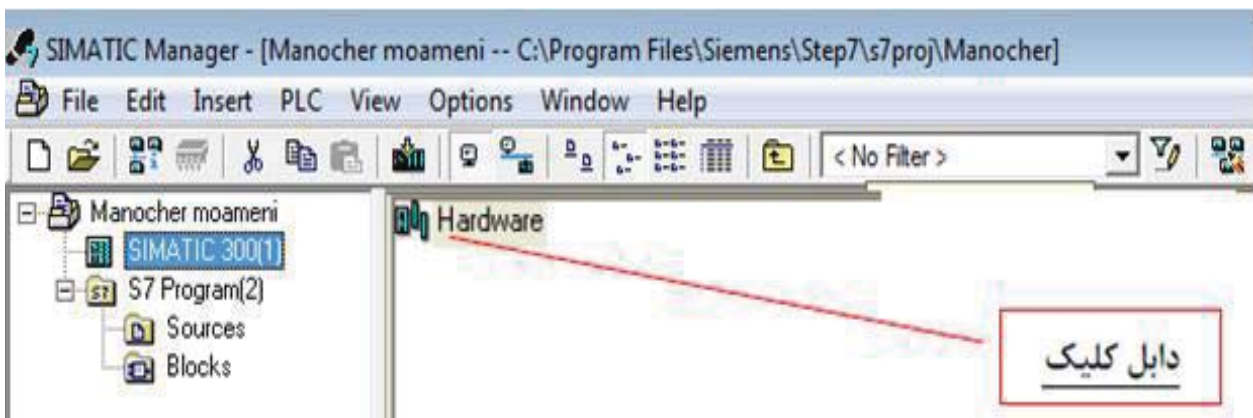 SIMATIC Manager - [Manocher moameni -- C:\Program Files\Siemens\Step7\s7proj\Manocher]
File Edit Insert PLC View Options Window Help
< No Filter >
Manocher moameni
SIMATIC 300(1)
S7 Program(2)
Sources
Blocks
Hardware
دابل کلیک